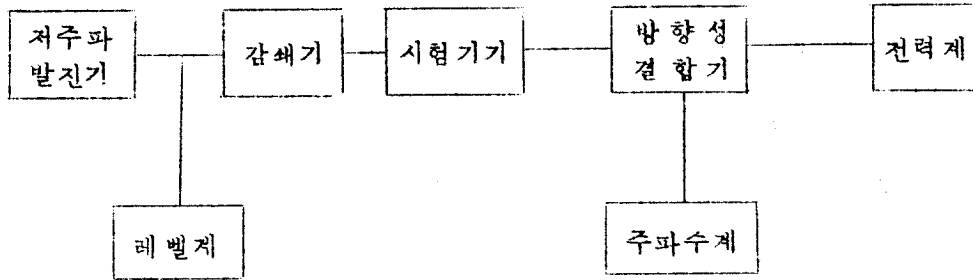 저주파
발진기
감쇄기
시험기기
방향성
결합기
전력계
레벨계
주파수계